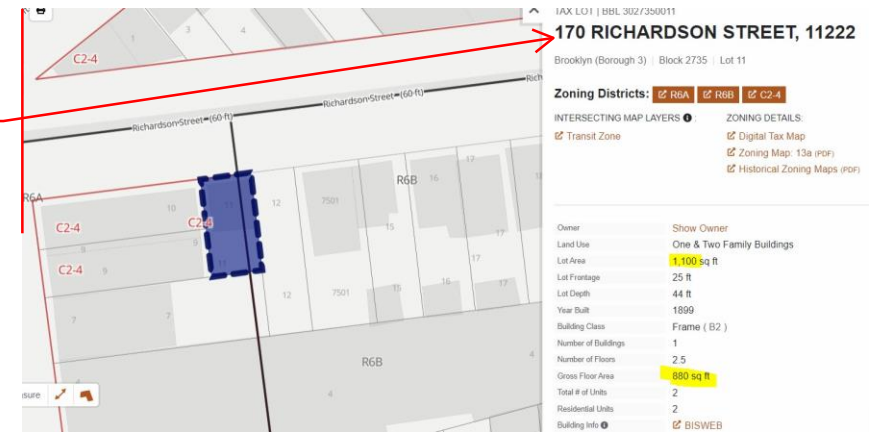 TAX LOT | BBL 3027350011
170 RICHARDSON STREET, 11222
Brooklyn (Borough 3) | Block 2735 | Lot 11
Zoning Districts: R6A R6B C2-4
INTERSECTING MAP LAYERS :
Transit Zone
ZONING DETAILS:
Digital Tax Map
Zoning Map: 13a (PDF)
Historical Zoning Maps (PDF)
Owner Show Owner
Land Use One & Two Family Buildings
Lot Area 1,100 sq ft
Lot Frontage 25 ft
Lot Depth 44 ft
Year Built 1899
Building Class Frame ( B2 )
Number of Buildings 1
Number of Floors 2.5
Gross Floor Area 880 sq ft
Total # of Units 2
Residential Units 2
Building Info BISWEB
1 3 4
C2-4
Richardson-Street-(60-ft) Richardson-Street-(60-ft) Rich
R6A
C2-4 10 C2-4 11 12 7501 R6B 16 17 18
15
C2-4 9 9 11 17 17
12 7501 15 16 17
7 7
R6B
4 4
4
sure